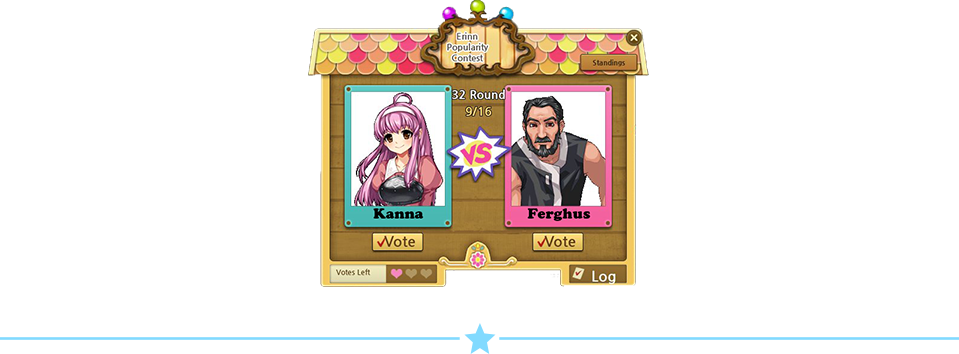 Erinn
Popularity
Contest
Standings
32 Round
9/16
VS
Kanna
Ferghus
Vote
Vote
Votes Left
Log